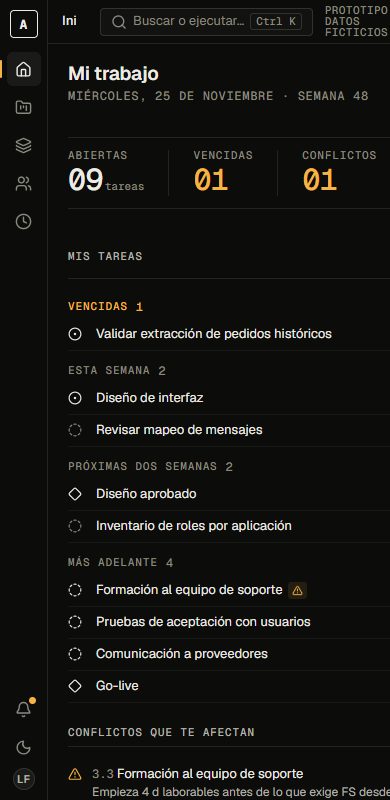 A
Ini
Buscar o ejecutar... Ctrl K
PROTOTIPO
DATOS
FICTICIOS
Mi trabajo
MIÉRCOLES, 25 DE NOVIEMBRE · SEMANA 48
ABIERTAS VENCIDAS CONFLICTOS
09 tareas 01 01
MIS TAREAS
VENCIDAS 1
Validar extracción de pedidos históricos
ESTA SEMANA 2
Diseño de interfaz
Revisar mapeo de mensajes
PRÓXIMAS DOS SEMANAS 2
Diseño aprobado
Inventario de roles por aplicación
MÁS ADELANTE 4
Formación al equipo de soporte
Pruebas de aceptación con usuarios
Comunicación a proveedores
Go-live
CONFLICTOS QUE TE AFECTAN
3.3 Formación al equipo de soporte
Empieza 4 d laborables antes de lo que exige FS desde
LF